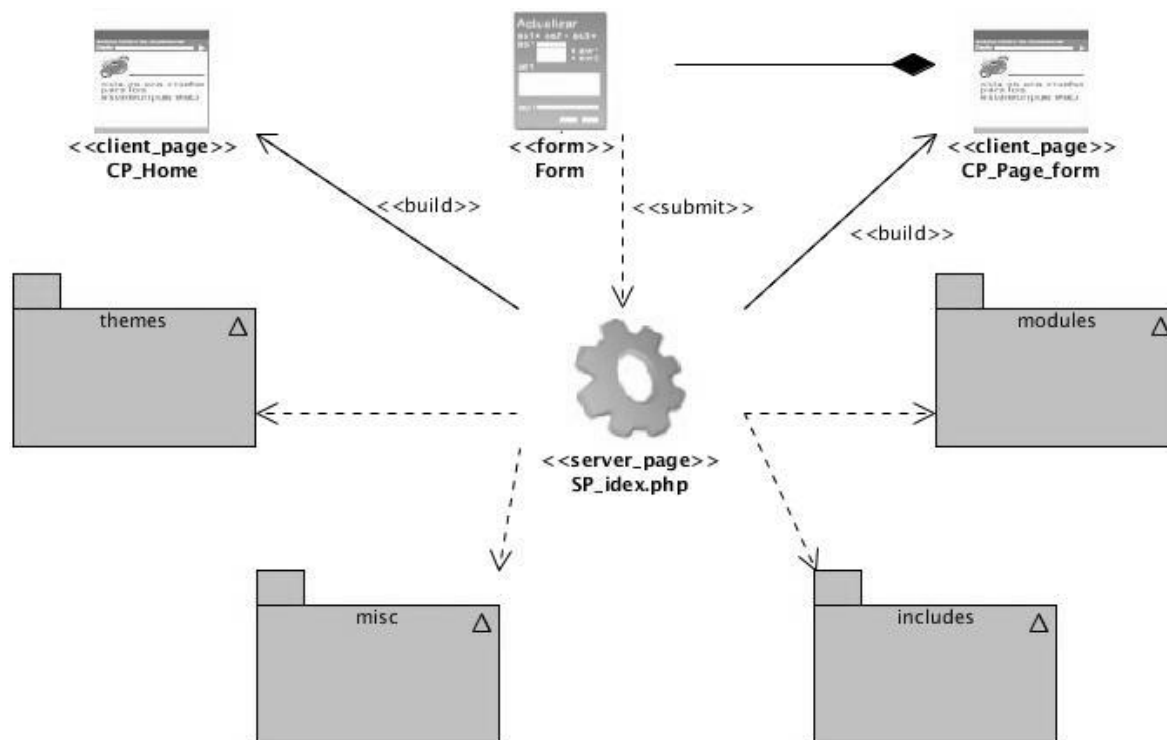 Actualizar
<<client_page>>
CP_Home
<<form>>
Form
<<client_page>>
CP_Page_form
<<build>>
<<submit>>
<<build>>
themes
modules
<<server_page>>
SP_idex.php
misc
includes